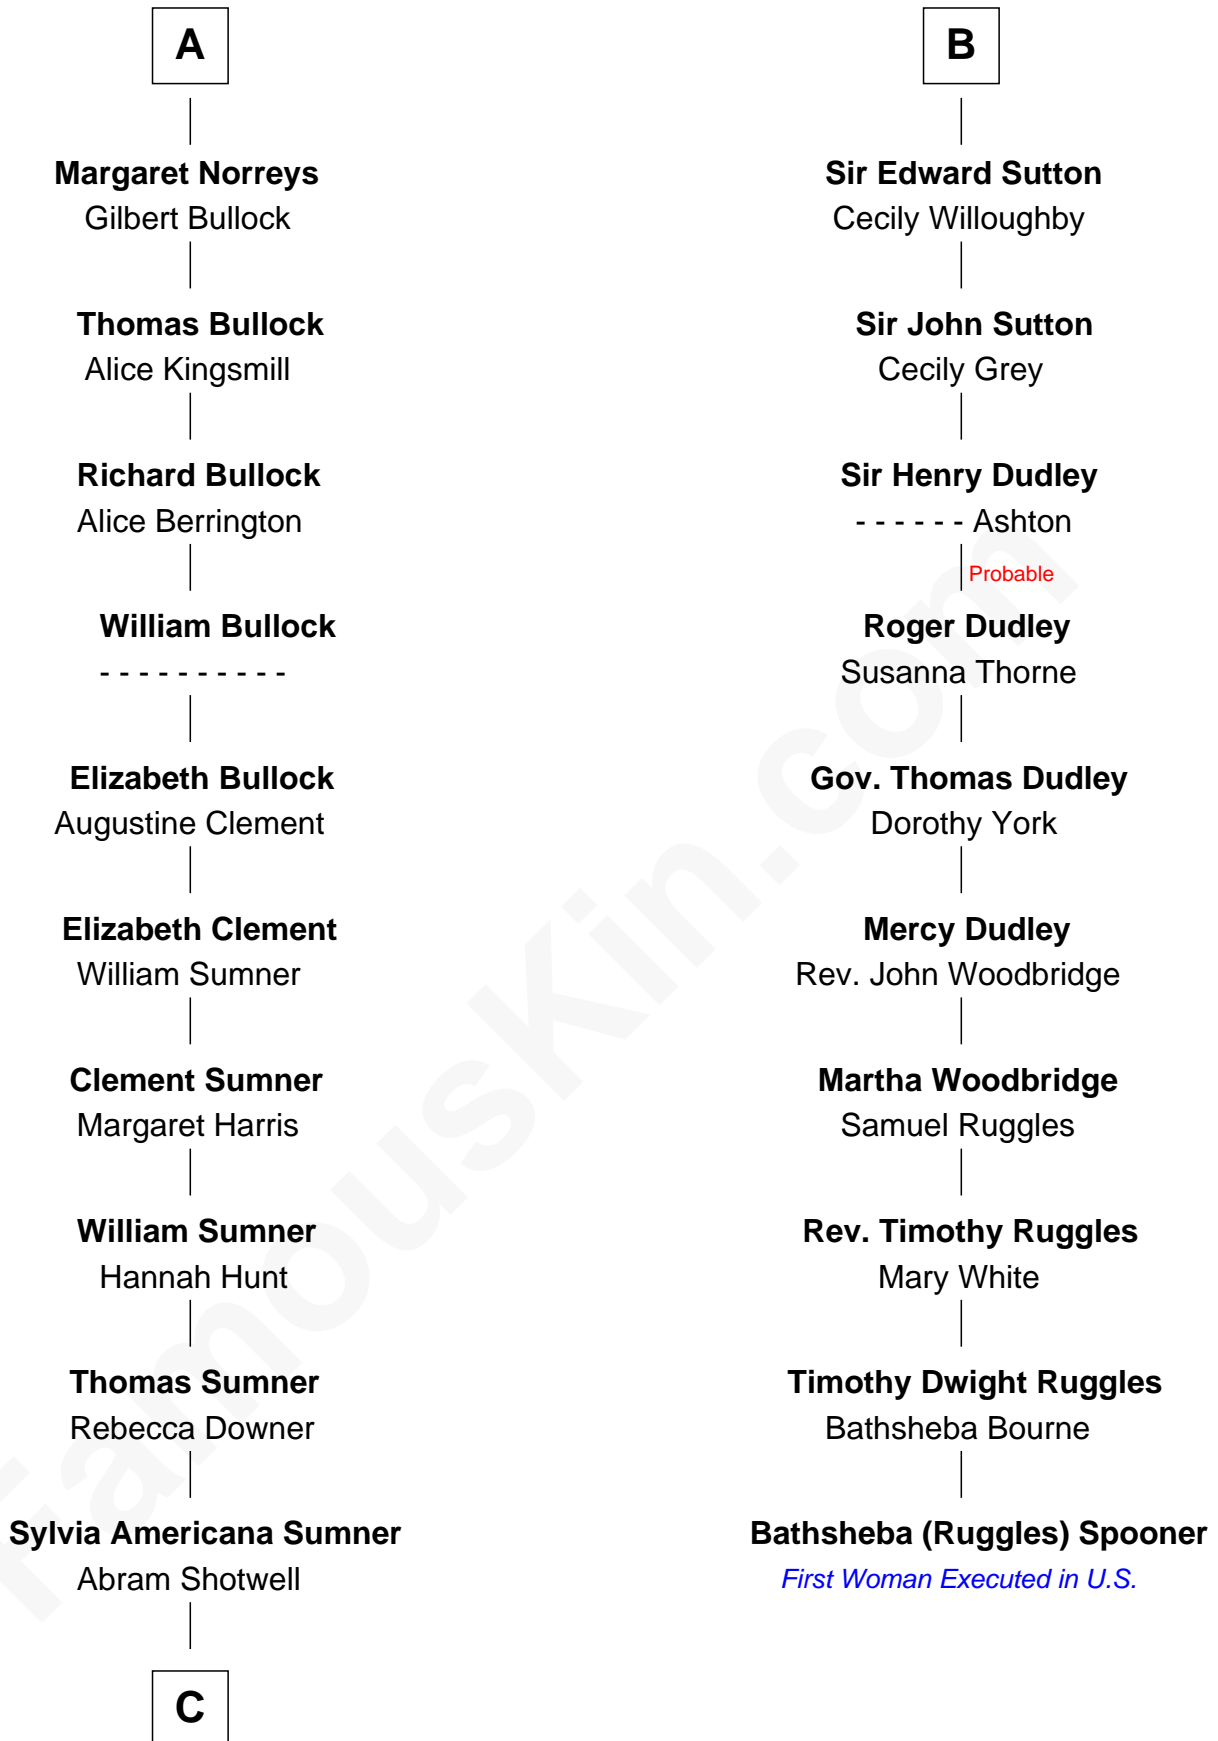 A
Margaret Norreys
Gilbert Bullock
Thomas Bullock
Alice Kingsmill
Richard Bullock
Alice Berrington
William Bullock
- - - - - - - - - -
Elizabeth Bullock
Augustine Clement
Elizabeth Clement
William Sumner
Clement Sumner
Margaret Harris
William Sumner
Hannah Hunt
Thomas Sumner
Rebecca Downer
Sylvia Americana Sumner
Abram Shotwell
C
B
Sir Edward Sutton
Cecily Willoughby
Sir John Sutton
Cecily Grey
Sir Henry Dudley
- - - - - - Ashton
Probable
Roger Dudley
Susanna Thorne
Gov. Thomas Dudley
Dorothy York
Mercy Dudley
Rev. John Woodbridge
Martha Woodbridge
Samuel Ruggles
Rev. Timothy Ruggles
Mary White
Timothy Dwight Ruggles
Bathsheba Bourne
Bathsheba (Ruggles) Spooner
First Woman Executed in U.S.
FamousKin.com